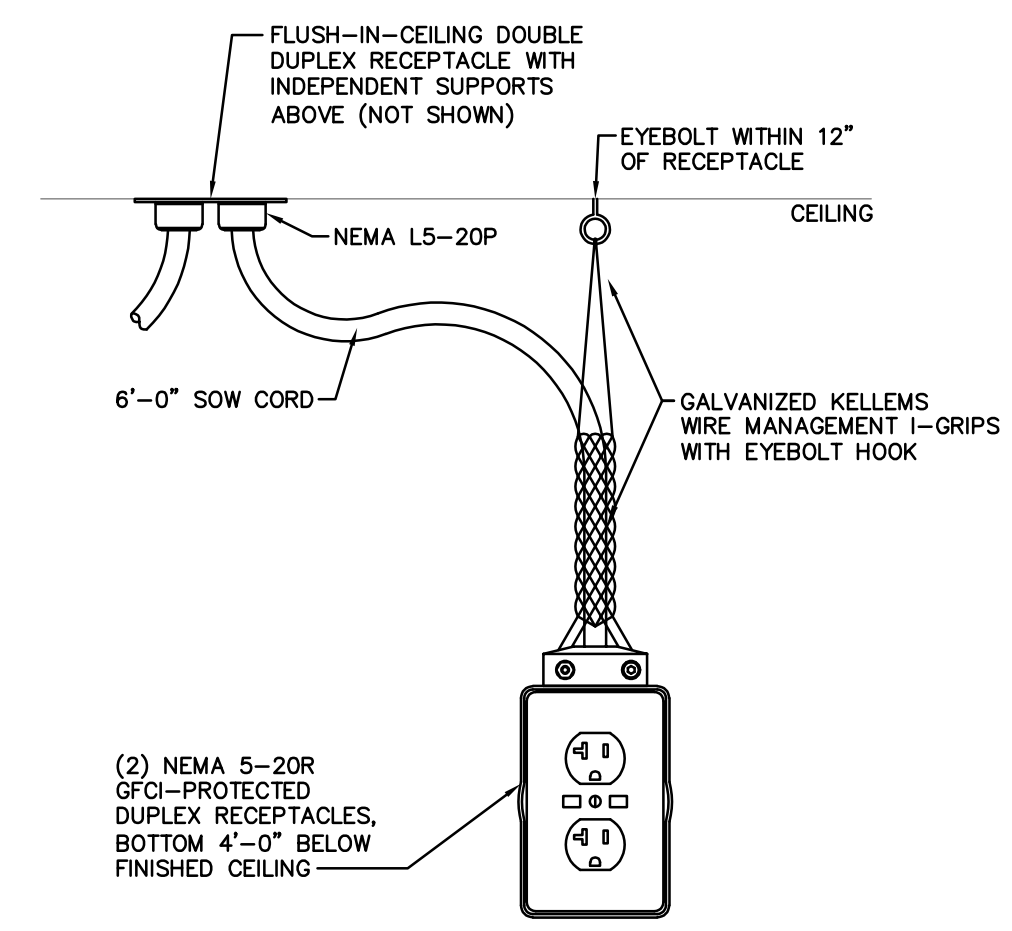 FLUSH-IN-CEILING DOUBLE
DUPLEX RECEPTACLE WITH
INDEPENDENT SUPPORTS
ABOVE (NOT SHOWN)
EYEBOLT WITHIN 12"
OF RECEPTACLE
CEILING
NEMA L5-20P
6'-0" SOW CORD
GALVANIZED KELLEMS
WIRE MANAGEMENT I-GRIPS
WITH EYEBOLT HOOK
(2) NEMA 5-20R
GFCI-PROTECTED
DUPLEX RECEPTACLES,
BOTTOM 4'-0" BELOW
FINISHED CEILING